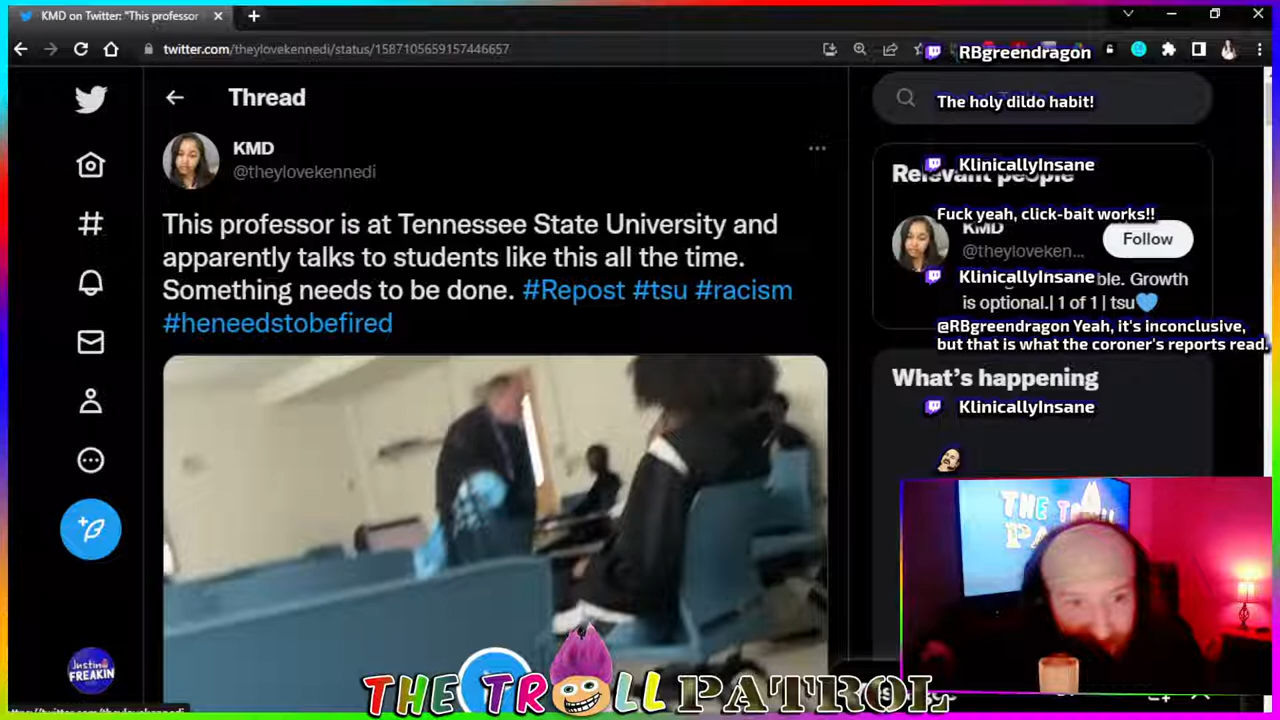 KMD on Twitter: "This professor
twitter.com/theylovekennedi/status/1587105659157446657
Thread
KMD
@theylovekennedi
This professor is at Tennessee State University and
apparently talks to students like this all the time.
Something needs to be done. #Repost #tsu #racism
#heneedstobefired
RBgreendragon
The holy dildo habit!
KlinicallyInsane
Relevant people
Fuck yeah, click-bait works!!
KMD
Follow
@theyloveken...
KlinicallyInsane
ble. Growth
is optional.| 1 of 1 | tsu💙
@RBgreendragon Yeah, it's inconclusive,
but that is what the coroner's reports read.
What's happening
KlinicallyInsane
THE TROLL
Justin
FREAKIN
THE TROLL PATROL